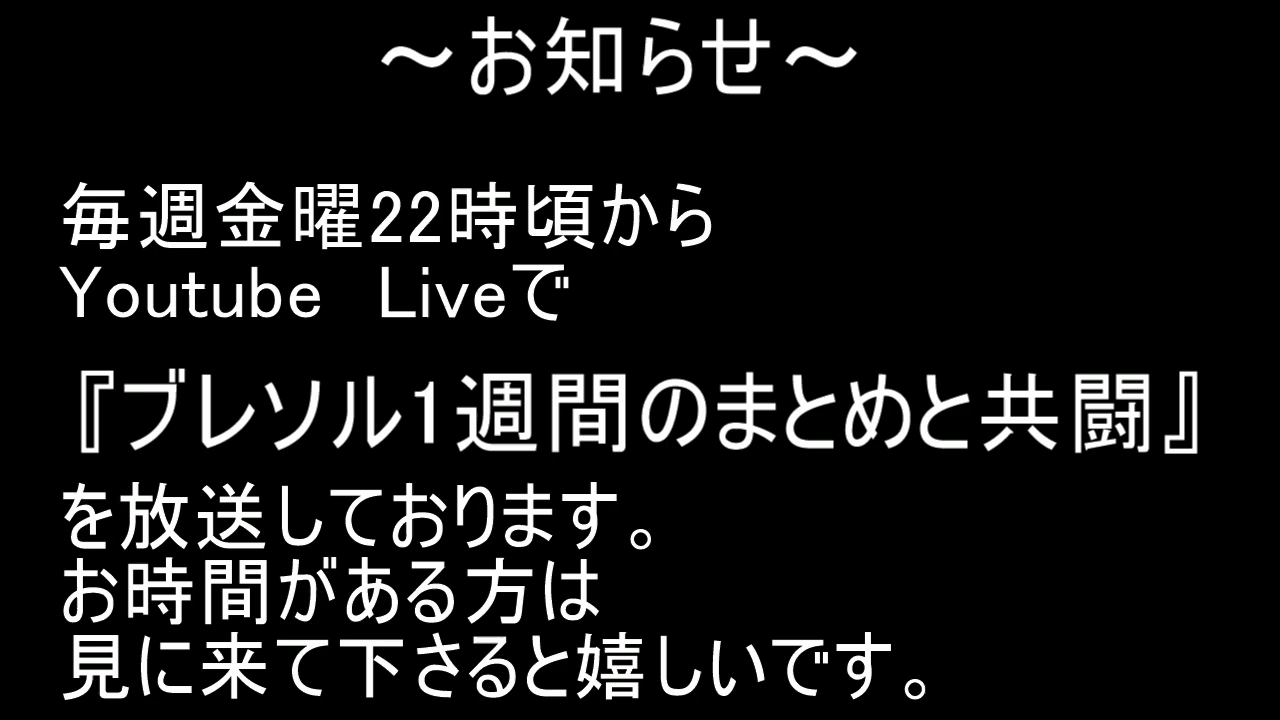 ～お知らせ～
毎週金曜22時頃から
Youtube　Liveで
『ブレソル1週間のまとめと共闘』
を放送しております。
お時間がある方は
見に来て下さると嬉しいです。